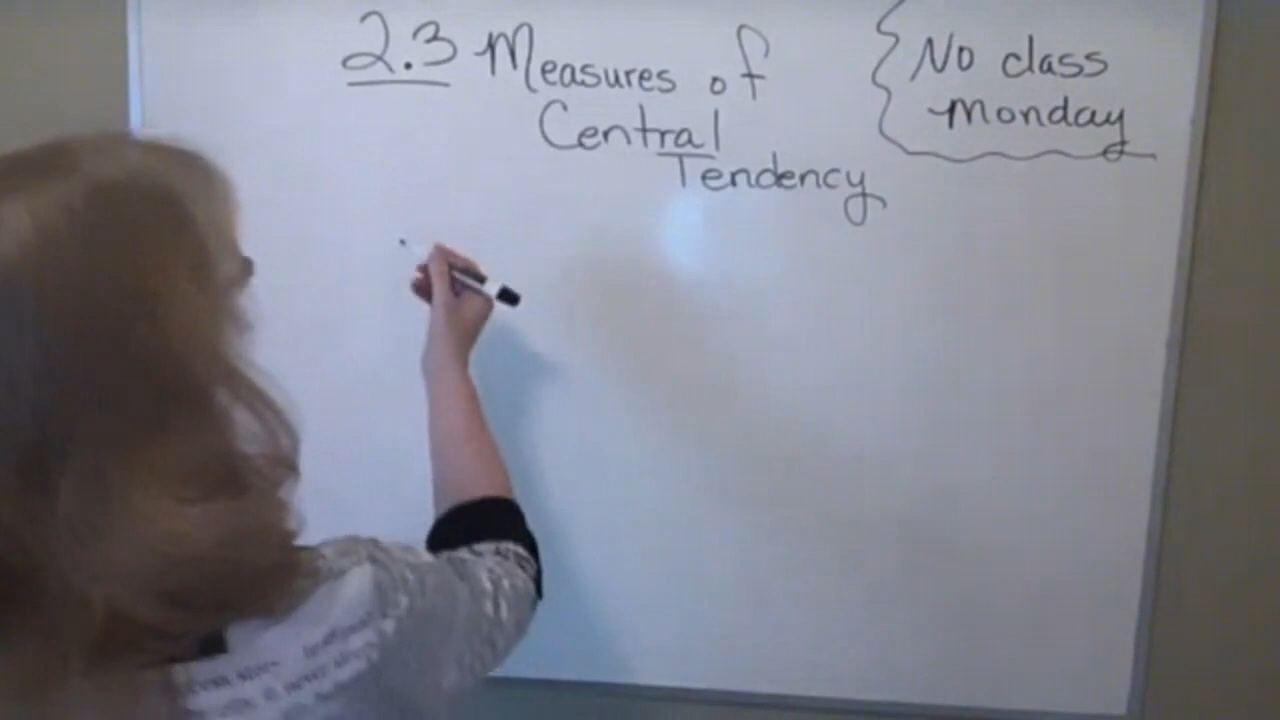 2.3 Measures of
Central
Tendency
No class
Monday